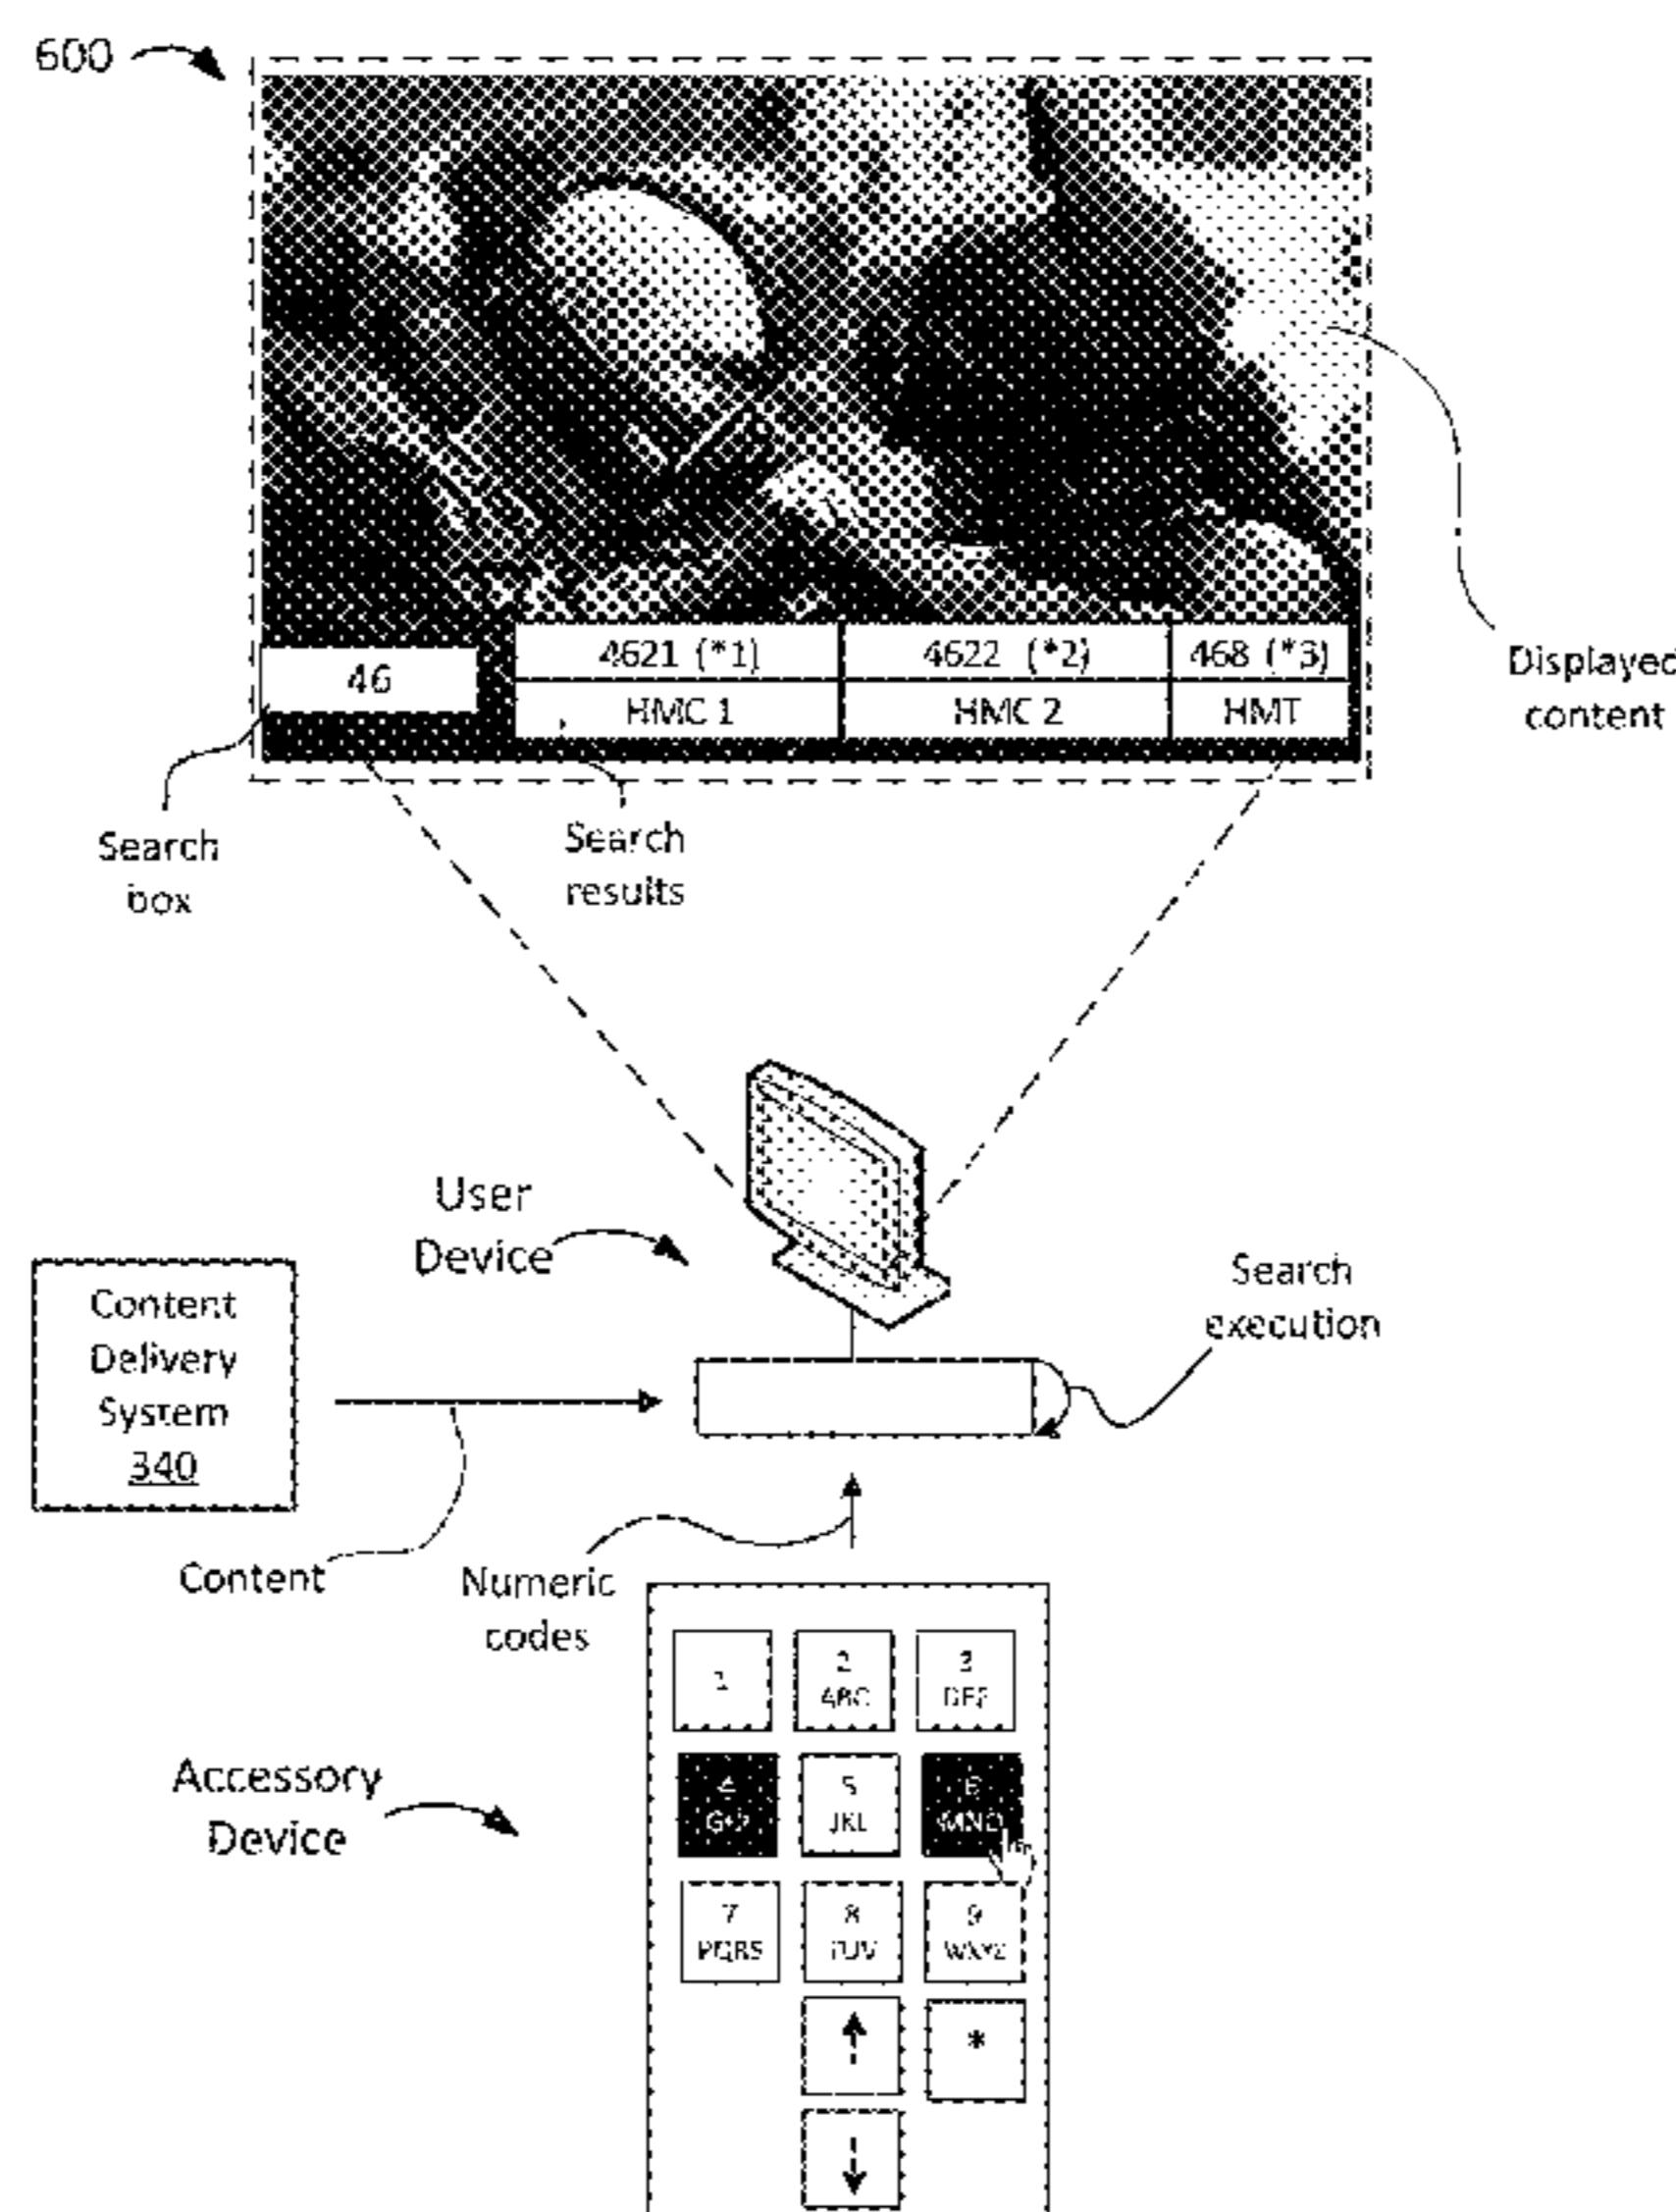 600
46
4621 (*1)
4622 (*2)
468 (*3)
HMC 1
HMC 2
HMT
Displayed
content
Search
box
Search
results
User
Device
Search
execution
Content
Delivery
System
340
Content
Numeric
codes
Accessory
Device
1
2
ABC
3
4
5
JKL
6
MNO
7
PQRS
8
TUV
9
WXYZ
*